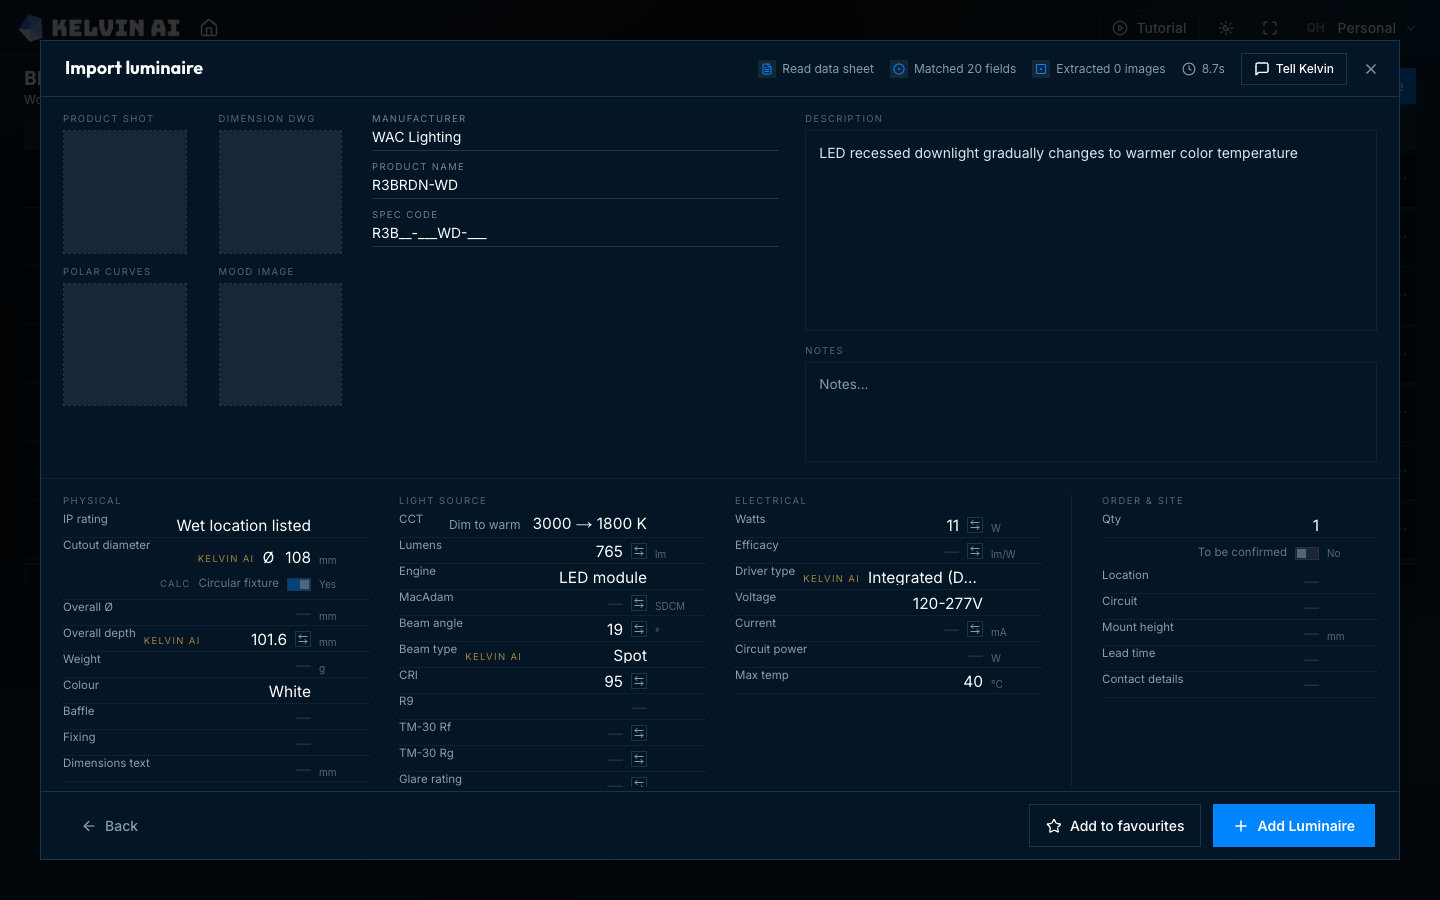 KELVIN AI
Tutorial
QH
Personal
Import luminaire
Read data sheet
Matched 20 fields
Extracted 0 images
8.7s
Tell Kelvin
PRODUCT SHOT
DIMENSION DWG
POLAR CURVES
MOOD IMAGE
MANUFACTURER
WAC Lighting
PRODUCT NAME
R3BRDN-WD
SPEC CODE
R3B__-___WD-___
DESCRIPTION
LED recessed downlight gradually changes to warmer color temperature
NOTES
Notes...
PHYSICAL
IP rating Wet location listed
Cutout diameter KELVIN AI Ø 108 mm
CALC Circular fixture Yes
Overall Ø — mm
Overall depth KELVIN AI 101.6 mm
Weight — g
Colour White
Baffle —
Fixing —
Dimensions text — mm
LIGHT SOURCE
CCT Dim to warm 3000 → 1800 K
Lumens 765 lm
Engine LED module
MacAdam — SDCM
Beam angle 19 °
Beam type KELVIN AI Spot
CRI 95
R9 —
TM-30 Rf —
TM-30 Rg —
Glare rating —
ELECTRICAL
Watts 11 W
Efficacy — lm/W
Driver type KELVIN AI Integrated (D...
Voltage 120-277V
Current — mA
Circuit power — W
Max temp 40 °C
ORDER & SITE
Qty 1
To be confirmed No
Location —
Circuit —
Mount height — mm
Lead time —
Contact details —
Back
Add to favourites
Add Luminaire